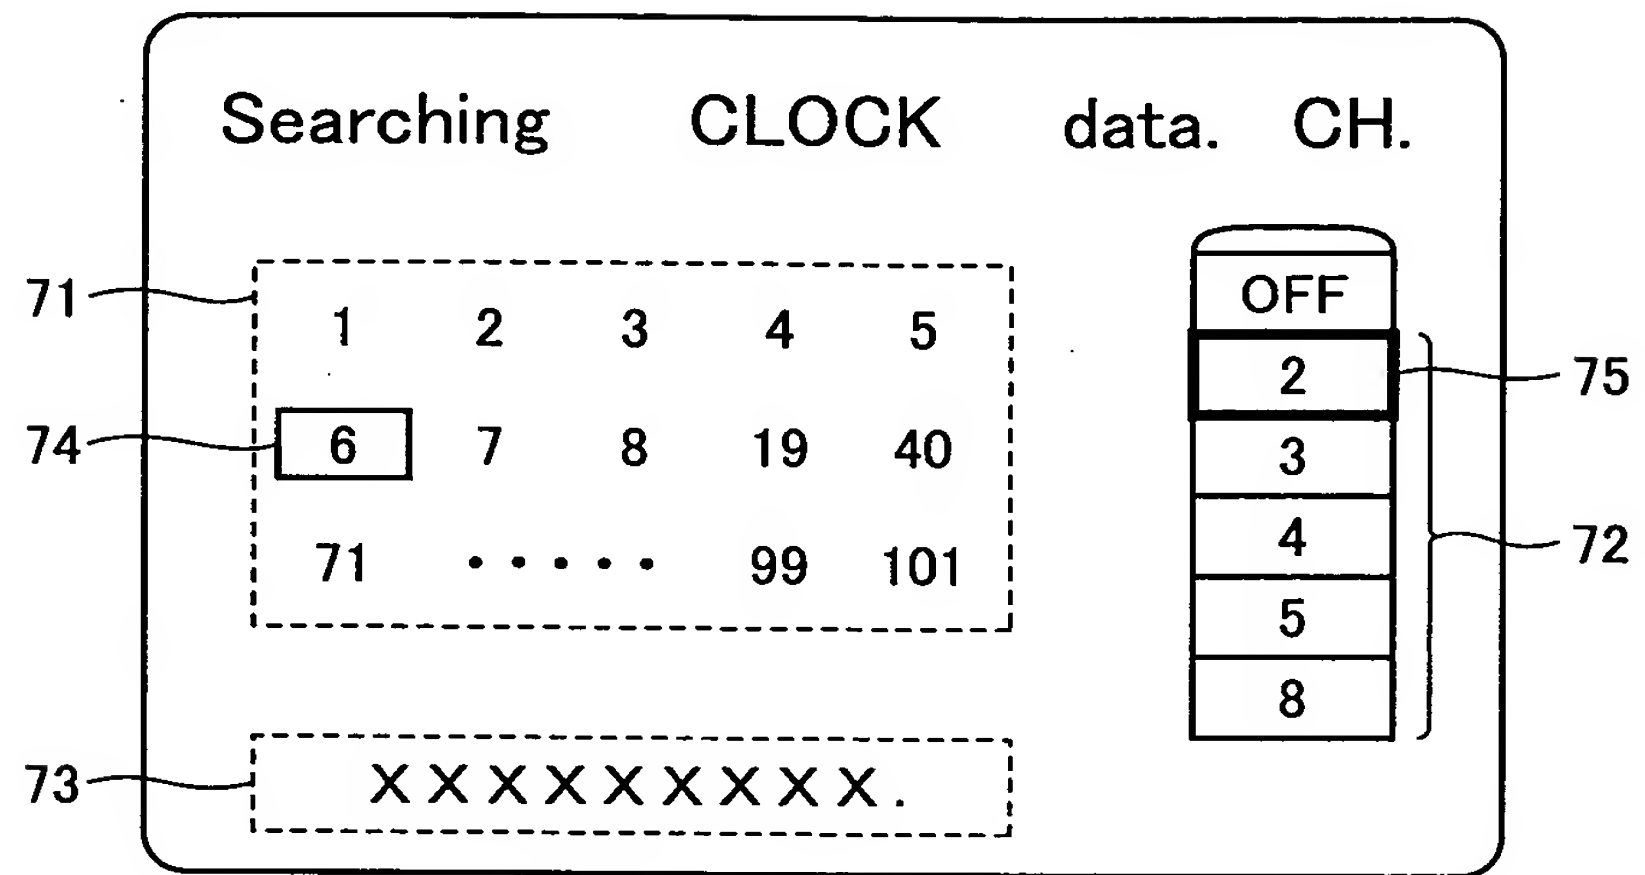 Searching CLOCK data. CH.
71
1 2 3 4 5
OFF
2
75
74
6 7 8 19 40
3
4
72
71 ・・・・・ 99 101
5
8
73
XXXXXXXXX.